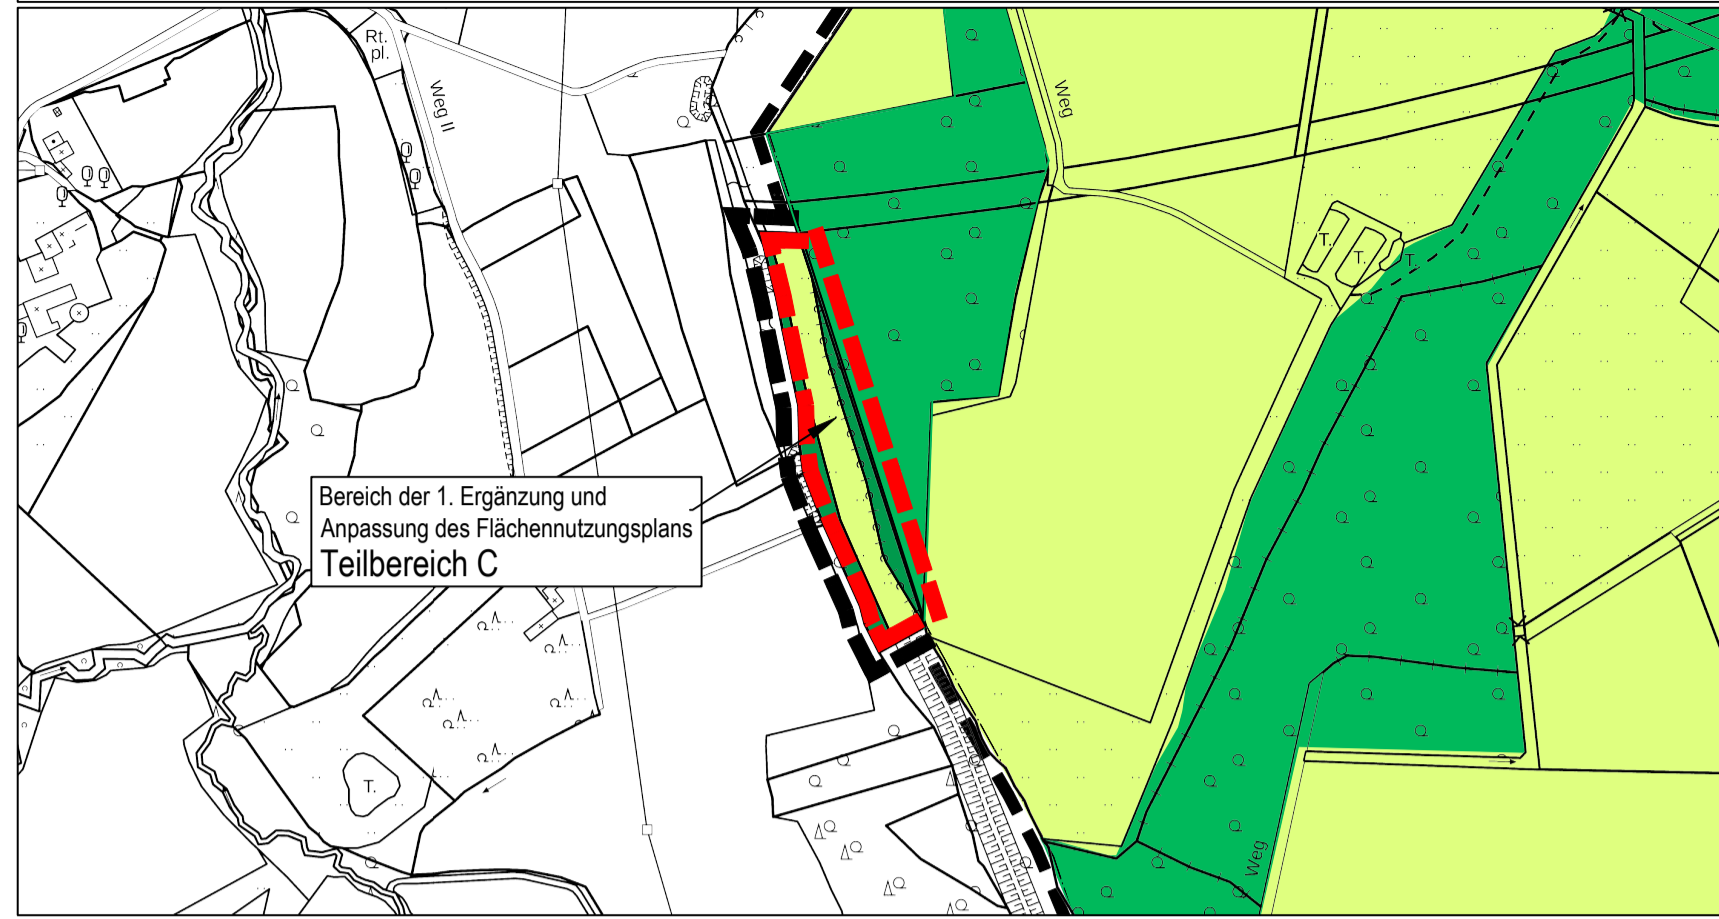 Rt.
pl.
Weg II
Weg
T.
T.
T.
Bereich der 1. Ergänzung und
Anpassung des Flächennutzungsplans
Teilbereich C
T.
Weg